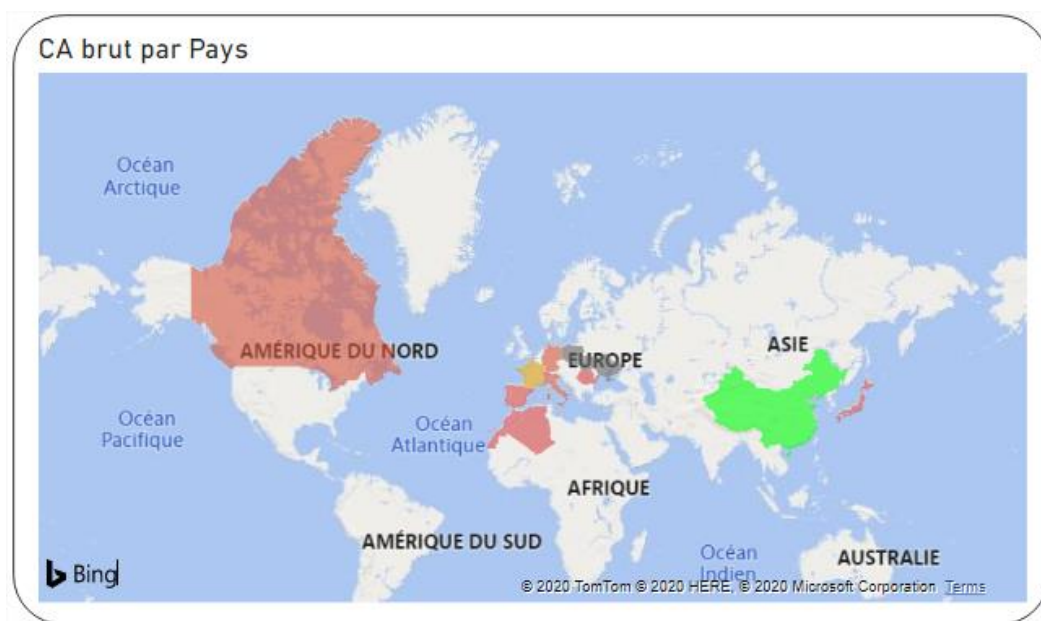 CA brut par Pays
Océan
Arctique
ASIE
AMÉRIQUE DU NORD
EUROPE
Océan
Pacifique
Océan
Atlantique
AFRIQUE
AMÉRIQUE DU SUD
Océan
Indien
AUSTRALIE
Bing
© 2020 TomTom © 2020 HERE, © 2020 Microsoft Corporation Terms